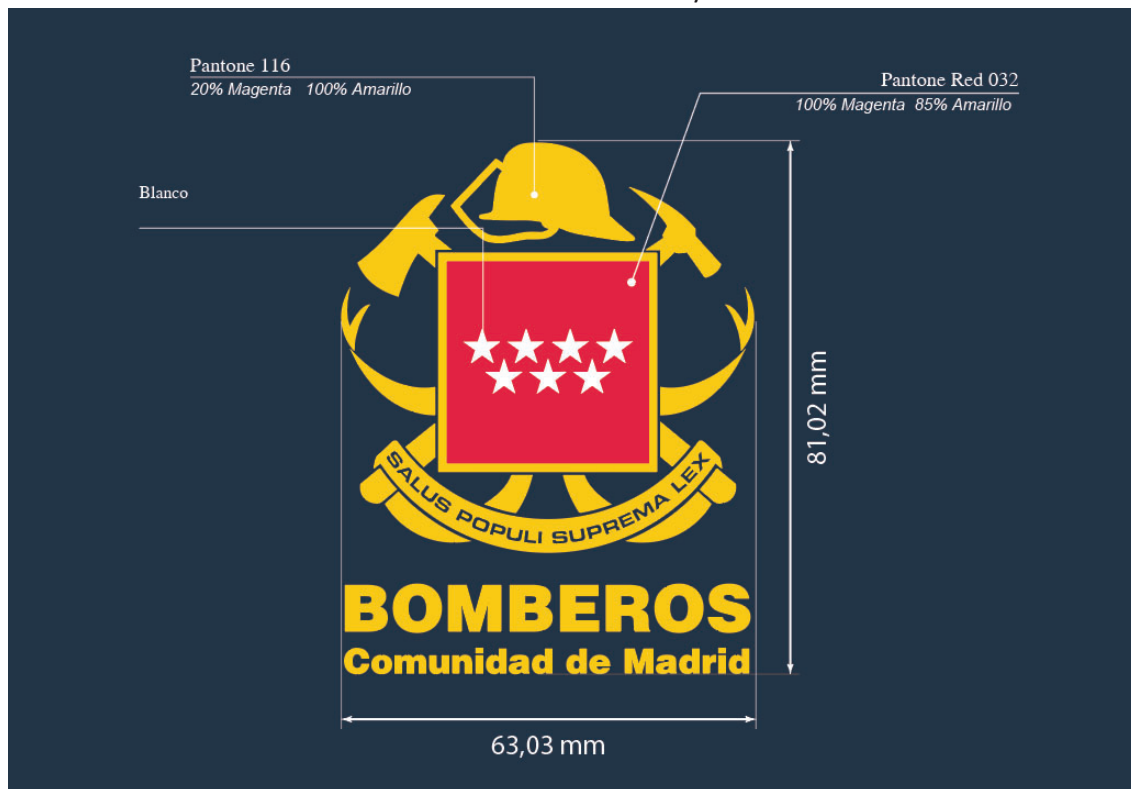 Pantone 116
20% Magenta 100% Amarillo
Pantone Red 032
100% Magenta 85% Amarillo
Blanco
81,02 mm
SALUS POPULI SUPREMA LEX
BOMBEROS
Comunidad de Madrid
63,03 mm